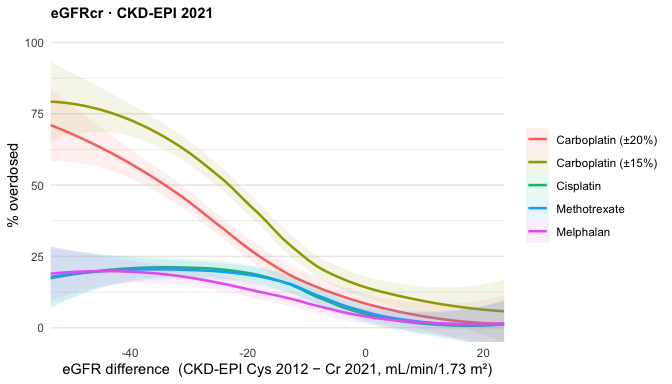 eGFRcr · CKD-EPI 2021
100
75
50
25
0
% overdosed
-40
-20
0
20
eGFR difference (CKD-EPI Cys 2012 − Cr 2021, mL/min/1.73 m²)
Carboplatin (±20%)
Carboplatin (±15%)
Cisplatin
Methotrexate
Melphalan